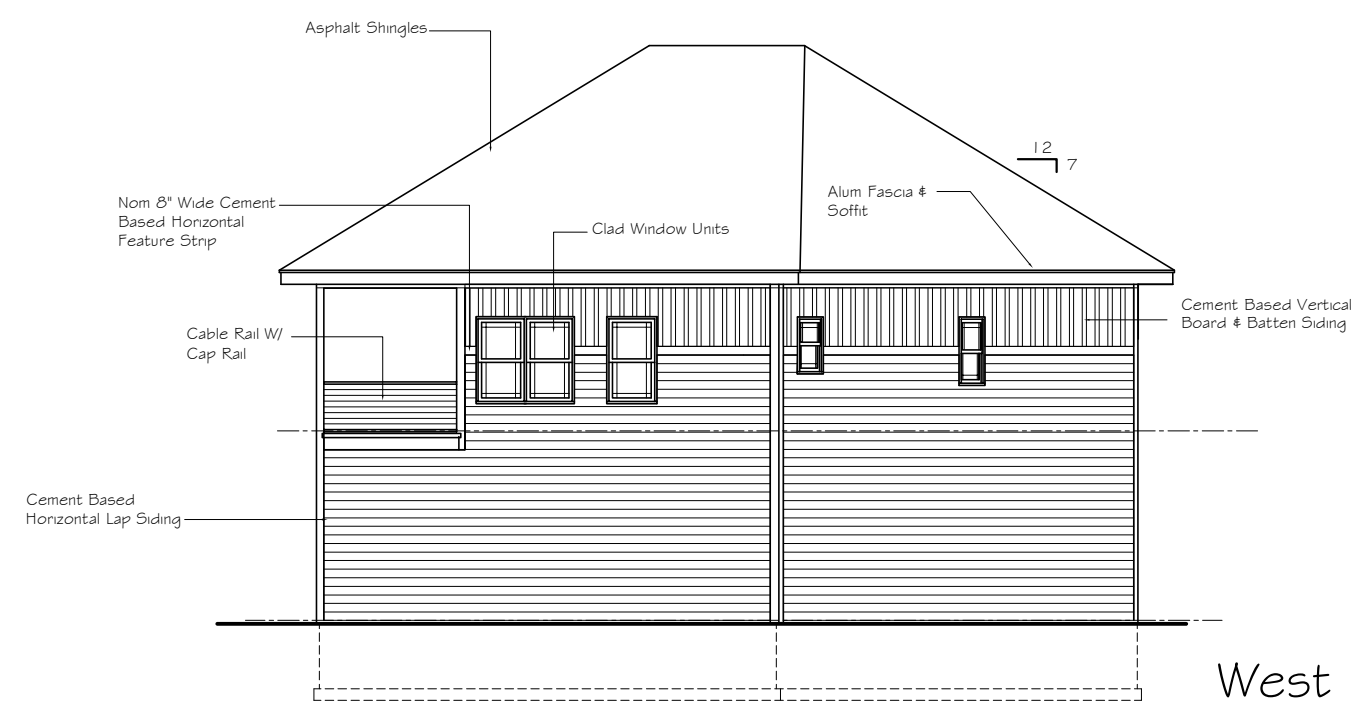 Asphalt Shingles
12
7
Alum Fascia &
Soffit
Nom 8" Wide Cement
Based Horizontal
Feature Strip
Clad Window Units
Cement Based Vertical
Board & Batten Siding
Cable Rail W/
Cap Rail
Cement Based
Horizontal Lap Siding
West